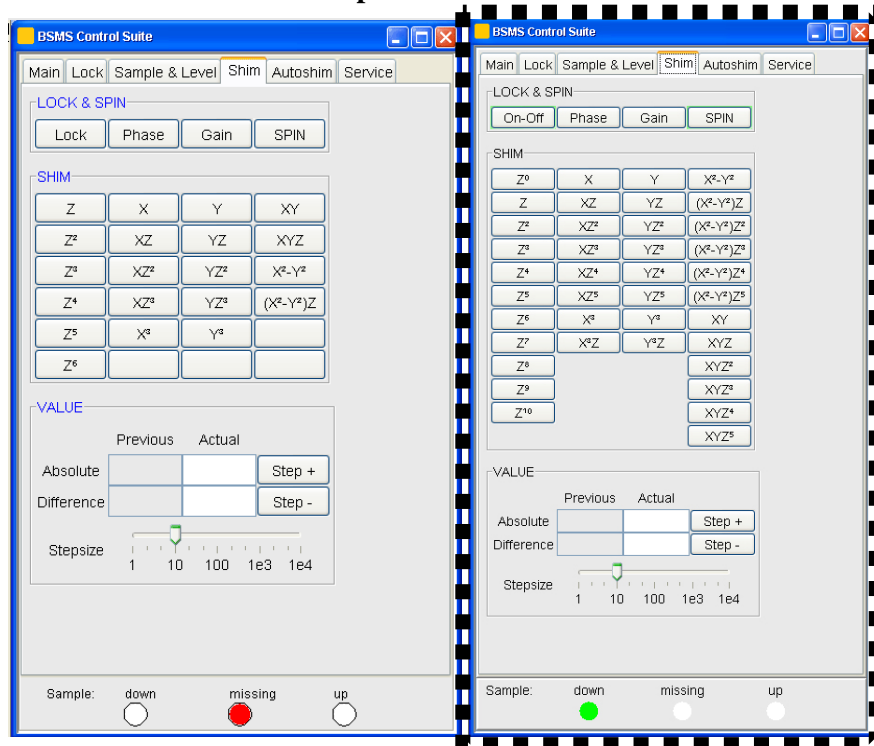 p
BSMS Control Suite
Main Lock Sample & Level Shim Autoshim Service
LOCK & SPIN
Lock Phase Gain SPIN
SHIM
Z X Y XY
Z² XZ YZ XYZ
Z³ XZ² YZ² X²-Y²
Z⁴ XZ³ YZ³ (X²-Y²)Z
Z⁵ X³ Y³
Z⁶
VALUE
Previous Actual
Absolute Step +
Difference Step -
Stepsize
1 10 100 1e3 1e4
Sample: down missing up
BSMS Control Suite
Main Lock Sample & Level Shim Autoshim Service
LOCK & SPIN
On-Off Phase Gain SPIN
SHIM
Z⁰ X Y X²-Y²
Z XZ YZ (X²-Y²)Z
Z² XZ² YZ² (X²-Y²)Z²
Z³ XZ³ YZ³ (X²-Y²)Z³
Z⁴ XZ⁴ YZ⁴ (X²-Y²)Z⁴
Z⁵ XZ⁵ YZ⁵ (X²-Y²)Z⁵
Z⁶ X³ Y³ XY
Z⁷ X³Z Y³Z XYZ
Z⁸ XYZ²
Z⁹ XYZ³
Z¹⁰ XYZ⁴
XYZ⁵
VALUE
Previous Actual
Absolute Step +
Difference Step -
Stepsize
1 10 100 1e3 1e4
Sample: down missing up